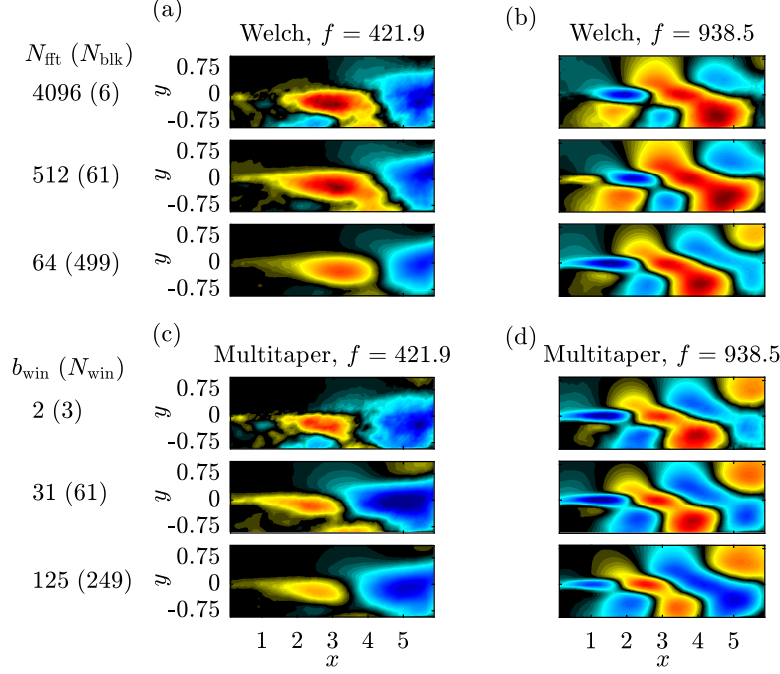 (a)
(b)
Welch, f = 421.9
Welch, f = 938.5
N_fft (N_blk)
4096 (6)
y
0.75
0
-0.75
512 (61)
y
0.75
0
-0.75
64 (499)
y
0.75
0
-0.75
(c)
(d)
Multitaper, f = 421.9
Multitaper, f = 938.5
b_win (N_win)
2 (3)
y
0.75
0
-0.75
31 (61)
y
0.75
0
-0.75
125 (249)
y
0.75
0
-0.75
1 2 3 4 5
1 2 3 4 5
x
x